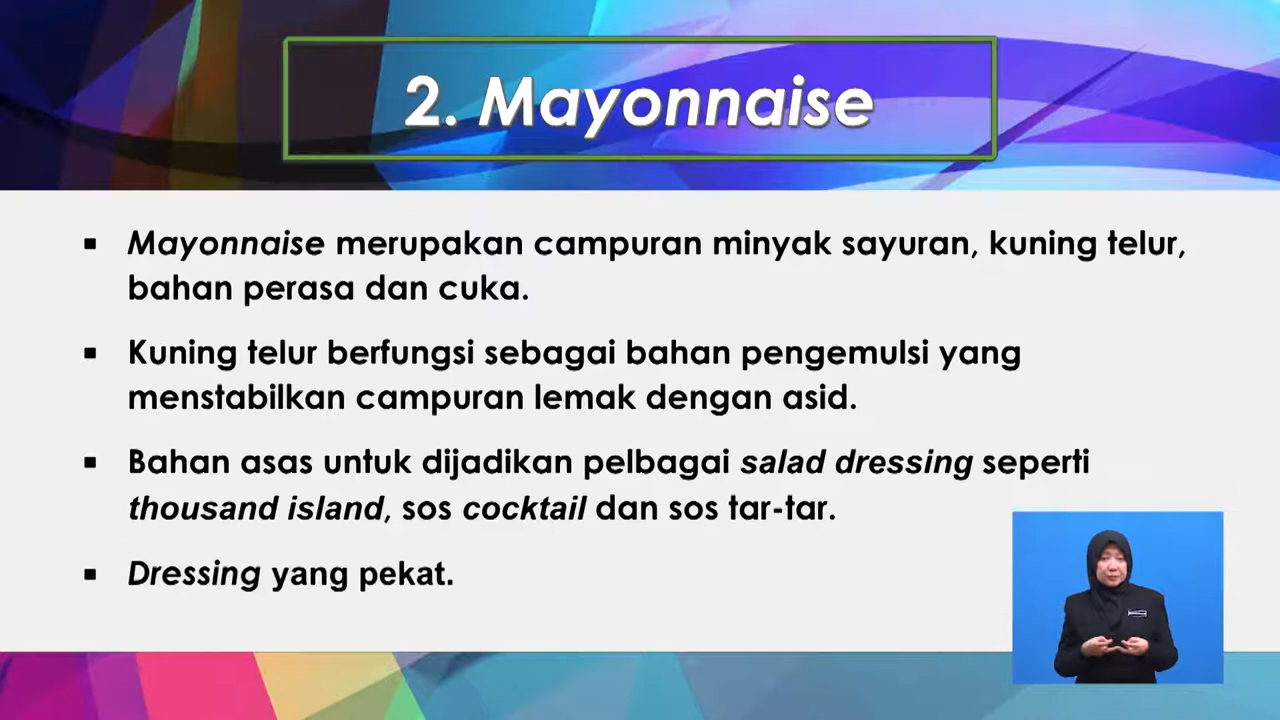 2. Mayonnaise
▪ Mayonnaise merupakan campuran minyak sayuran, kuning telur,
bahan perasa dan cuka.
▪ Kuning telur berfungsi sebagai bahan pengemulsi yang
menstabilkan campuran lemak dengan asid.
▪ Bahan asas untuk dijadikan pelbagai salad dressing seperti
thousand island, sos cocktail dan sos tar-tar.
▪ Dressing yang pekat.